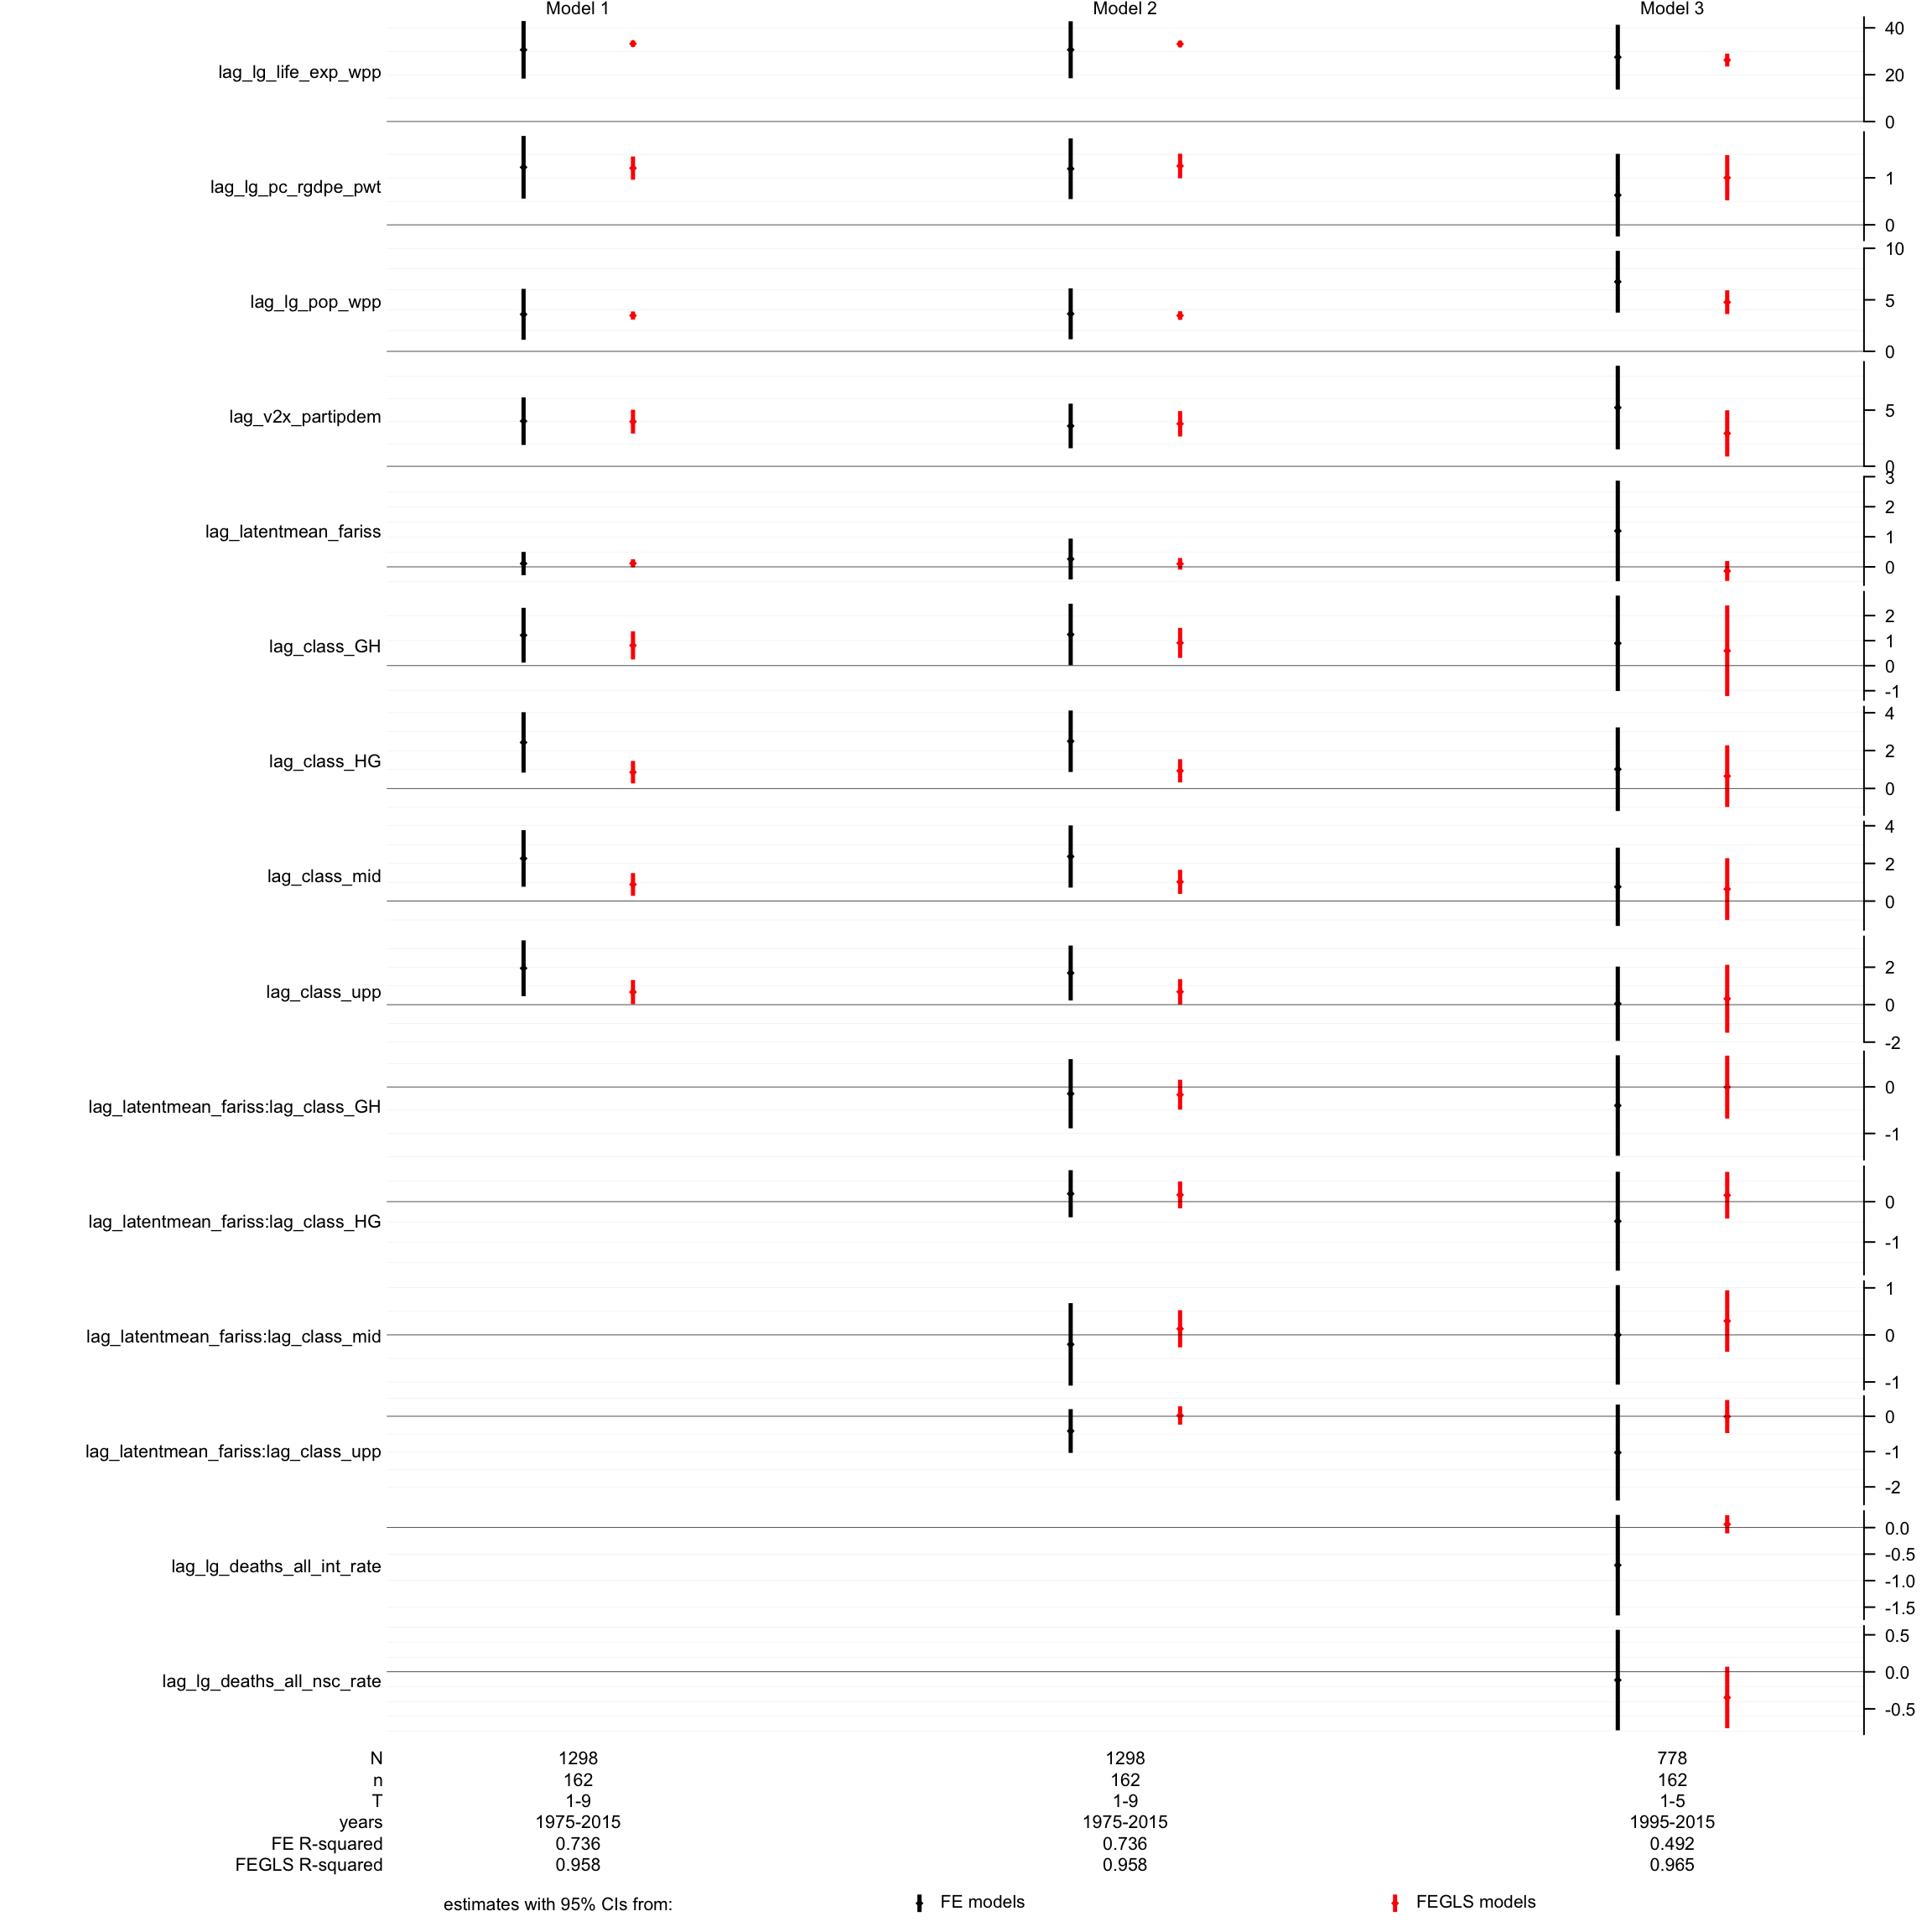 Model 1 Model 2 Model 3
40
lag_lg_life_exp_wpp
20
0
lag_lg_pc_rgdpe_pwt
1
0
10
lag_lg_pop_wpp
5
0
lag_v2x_partipdem
5
0
3
2
lag_latentmean_fariss
1
0
2
lag_class_GH
1
0
-1
4
lag_class_HG
2
0
4
lag_class_mid
2
0
2
lag_class_upp
0
-2
0
lag_latentmean_fariss:lag_class_GH
-1
0
lag_latentmean_fariss:lag_class_HG
-1
1
lag_latentmean_fariss:lag_class_mid
0
-1
0
lag_latentmean_fariss:lag_class_upp
-1
-2
0.0
-0.5
lag_lg_deaths_all_int_rate
-1.0
-1.5
0.5
0.0
lag_lg_deaths_all_nsc_rate
-0.5
N 1298 1298 778
n 162 162 162
T 1-9 1-9 1-5
years 1975-2015 1975-2015 1995-2015
FE R-squared 0.736 0.736 0.492
FEGLS R-squared 0.958 0.958 0.965
estimates with 95% CIs from: FE models FEGLS models